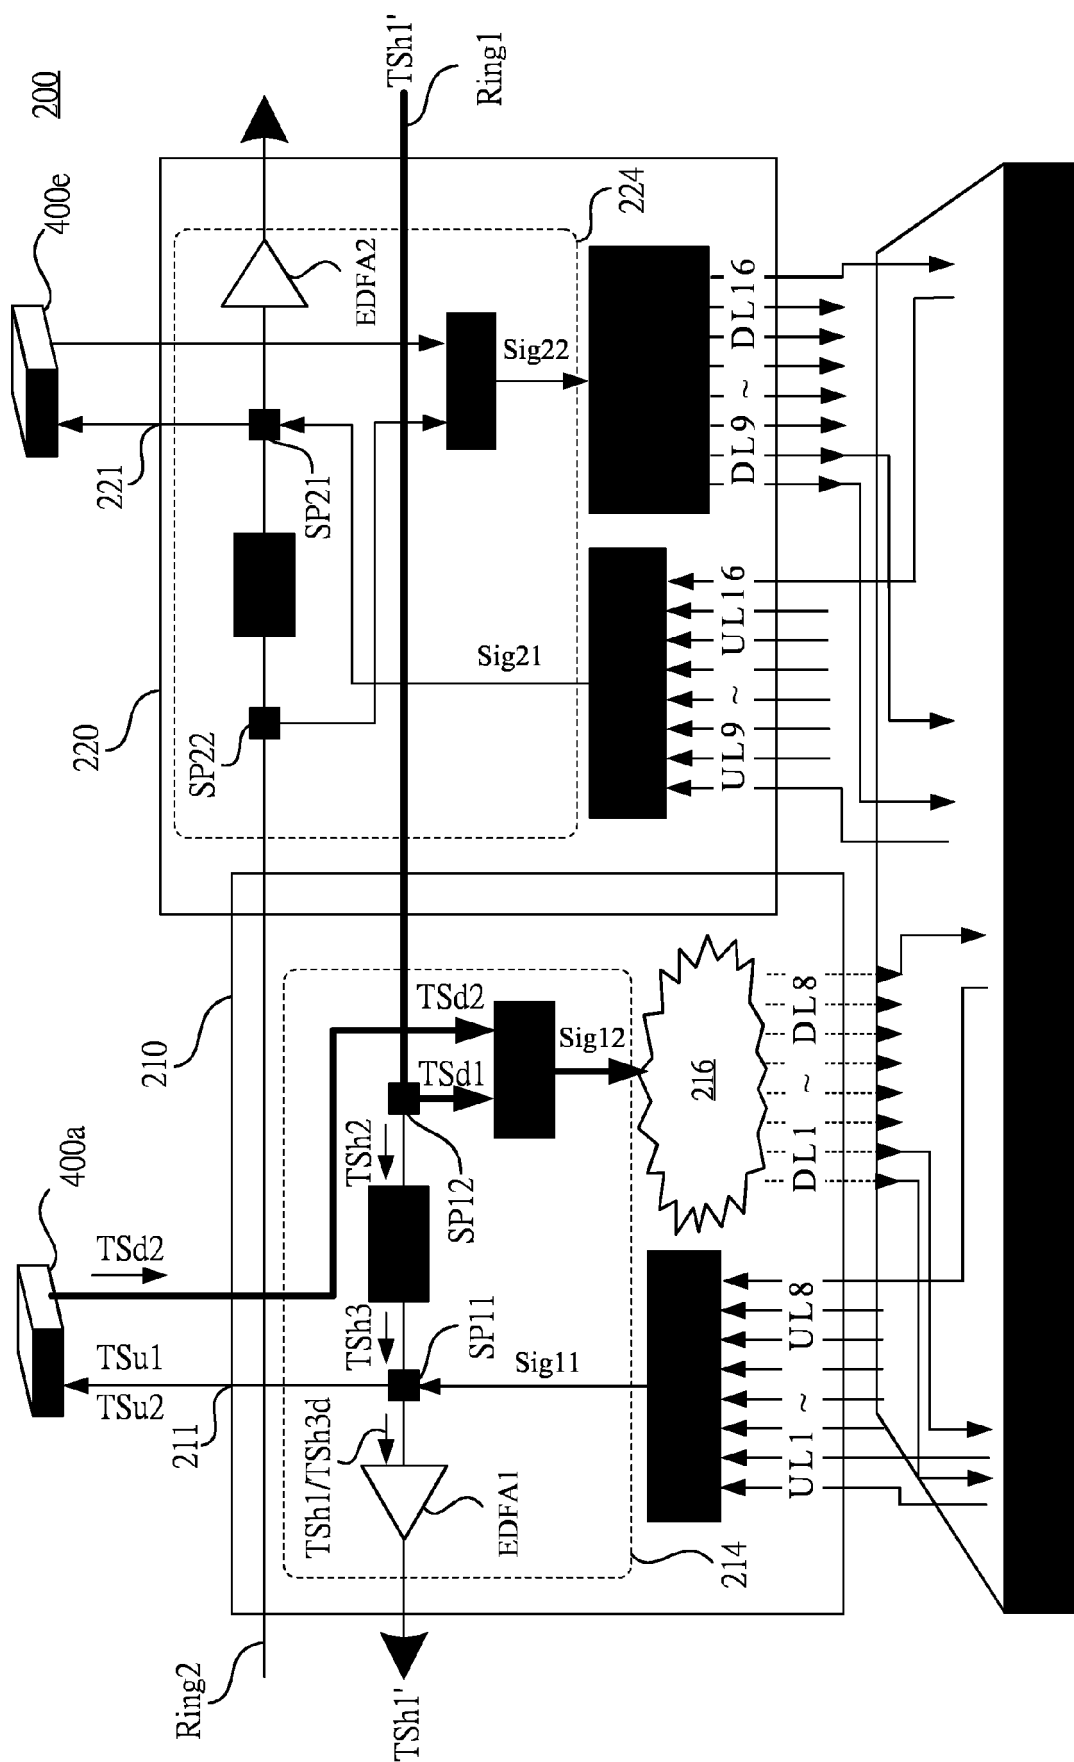 200
400e
400a
TSh1'
Ring1
224
EDFA2
221
SP21
220
SP22
Sig22
Sig21
DL9 ~ DL16
UL9 ~ UL16
210
TSd2
TSd2
TSd1
Sig12
216
TSh2
SP12
TSh3
SP11
TSu1
TSu2
211
Sig11
TSh1/TSh3d
EDFA1
214
DL1 ~ DL8
UL1 ~ UL8
Ring2
TSh1'